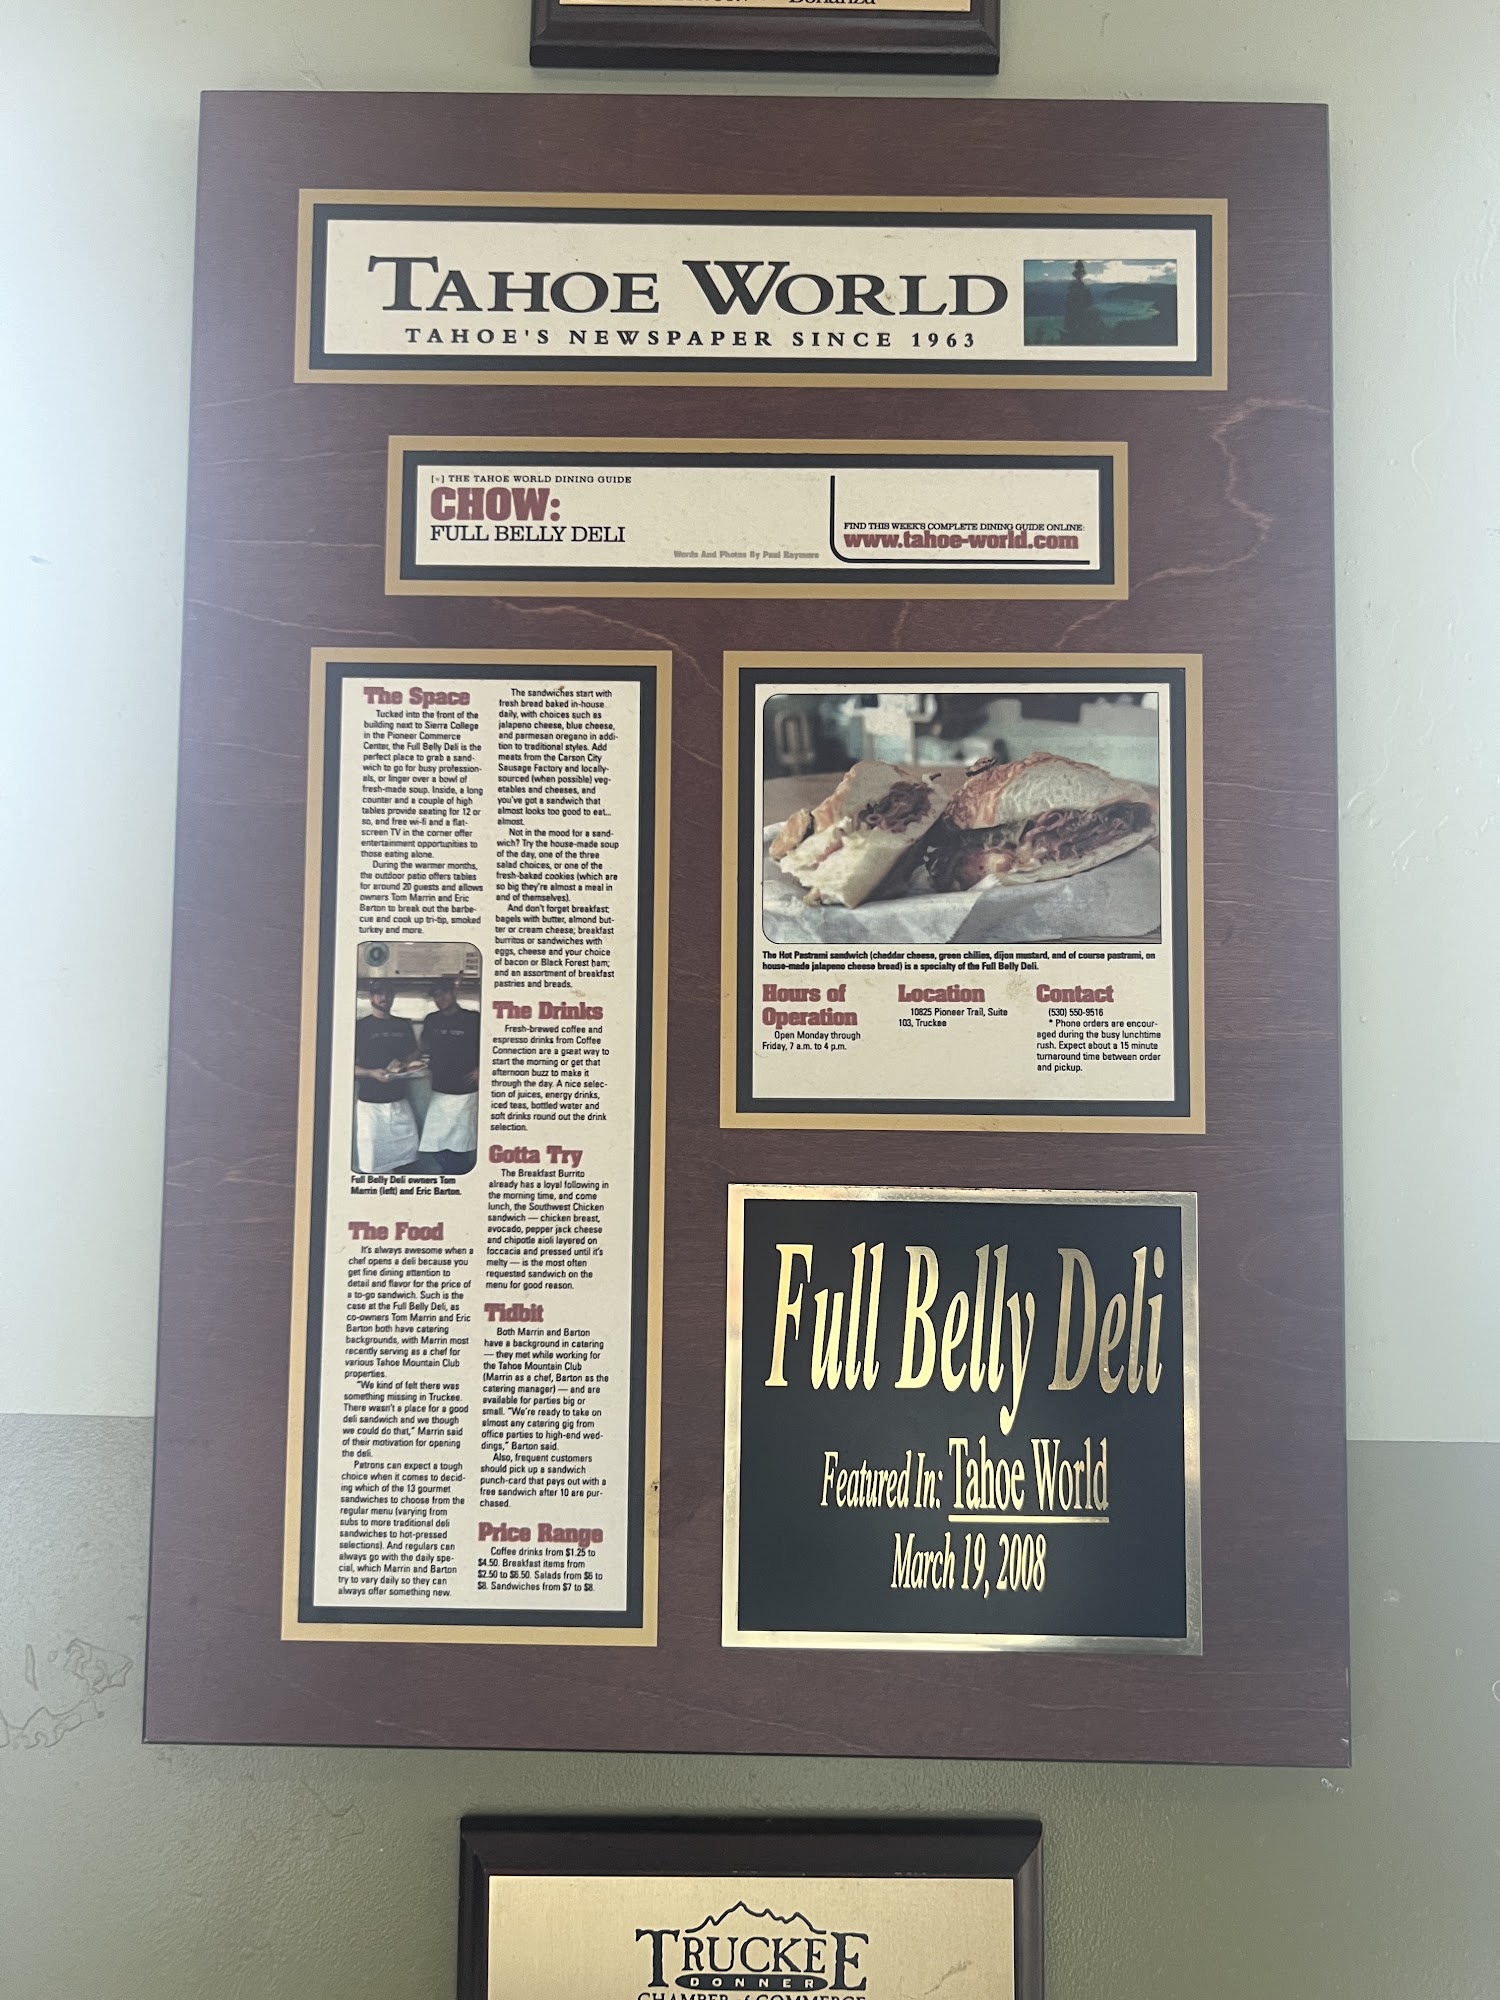 Bonanza
TAHOE WORLD
TAHOE'S NEWSPAPER SINCE 1963
THE TAHOE WORLD DINING GUIDE
CHOW:
FULL BELLY DELI
Words And Photos By Paul
FIND THIS WEEK'S COMPLETE DINING GUIDE ONLINE:
www.tahoe-world.com
The Space
Tucked into the front of the
building next to Sierra College
in the Pioneer Commerce
Center, the Full Belly Deli is the
perfect place to grab a sand-
wich to go for busy profession-
als, or linger over a bowl of
fresh-made soup. Inside, a long
counter and a couple of high
tables provide seating for 12 or
so, and free wi-fi and a flat-
screen TV in the corner offer
entertainment opportunities to
those eating alone.
During the warmer months,
the outdoor patio offers tables
for around 20 guests and allows
owners Tom Marrin and Eric
Barton to break out the barbe-
cue and cook up tri-tip, smoked
turkey and more.
Full Belly Deli owners Tom
Marrin (left) and Eric Barton.
The Food
It's always awesome when a
chef opens a deli because you
get fine dining attention to
detail and flavor for the price of
a to-go sandwich. Such is the
case at the Full Belly Deli, as
co-owners Tom Marrin and Eric
Barton both have catering
backgrounds, with Marrin most
recently serving as a chef for
various Tahoe Mountain Club
properties.
"We kind of felt there was
something missing in Truckee.
There wasn't a place for a good
deli sandwich and we though
we could do that," Marrin said
of their motivation for opening
the deli.
Patrons can expect a tough
choice when it comes to decid-
ing which of the 13 gourmet
sandwiches to choose from the
regular menu (varying from
subs to more traditional deli
sandwiches to hot-pressed
selections). And regulars can
always go with the daily spe-
cial, which Marrin and Barton
try to vary daily so they can
always offer something new.
The sandwiches start with
fresh bread baked in-house
daily, with choices such as
jalapeno cheese, blue cheese,
and parmesan oregano in addi-
tion to traditional styles. Add
meats from the Carson City
Sausage Factory and locally-
sourced (when possible) veg-
etables and cheeses, and
you've got a sandwich that
almost looks too good to eat...
almost.
Not in the mood for a sand-
wich? Try the house-made soup
of the day, one of the three
salad choices, or one of the
fresh-baked cookies (which are
so big they're almost a meal in
and of themselves).
And don't forget breakfast;
bagels with butter, almond but-
ter or cream cheese; breakfast
burritos or sandwiches with
eggs, cheese and your choice
of bacon or Black Forest ham;
and an assortment of breakfast
pastries and breads.
The Drinks
Fresh-brewed coffee and
espresso drinks from Coffee
Connection are a great way to
start the morning or get that
afternoon buzz to make it
through the day. A nice selec-
tion of juices, energy drinks,
iced teas, bottled water and
soft drinks round out the drink
selection.
Gotta Try
The Breakfast Burrito
already has a loyal following in
the morning time, and come
lunch, the Southwest Chicken
sandwich — chicken breast,
avocado, pepper jack cheese
and chipotle aioli layered on
foccacia and pressed until it's
melty — is the most often
requested sandwich on the
menu for good reason.
Tidbit
Both Marrin and Barton
have a background in catering
— they met while working for
the Tahoe Mountain Club
(Marrin as a chef, Barton as the
catering manager) — and are
available for parties big or
small. "We're ready to take on
almost any catering gig from
office parties to high-end wed-
dings," Barton said.
Also, frequent customers
should pick up a sandwich
punch-card that pays out with a
free sandwich after 10 are pur-
chased.
Price Range
Coffee drinks from $1.25 to
$4.50. Breakfast items from
$2.50 to $6.50. Salads from $6 to
$8. Sandwiches from $7 to $8.
The Hot Pastrami sandwich (cheddar cheese, green chilies, dijon mustard, and of course pastrami, on
house-made jalapeno cheese bread) is a specialty of the Full Belly Deli.
Hours of
Operation
Open Monday through
Friday, 7 a.m. to 4 p.m.
Location
10825 Pioneer Trail, Suite
103, Truckee
Contact
(530) 550-9516
* Phone orders are encour-
aged during the busy lunchtime
rush. Expect about a 15 minute
turnaround time between order
and pickup.
Full Belly Deli
Featured In: Tahoe World
March 19, 2008
TRUCKEE
DONNER
CHAMBER of COMMERCE